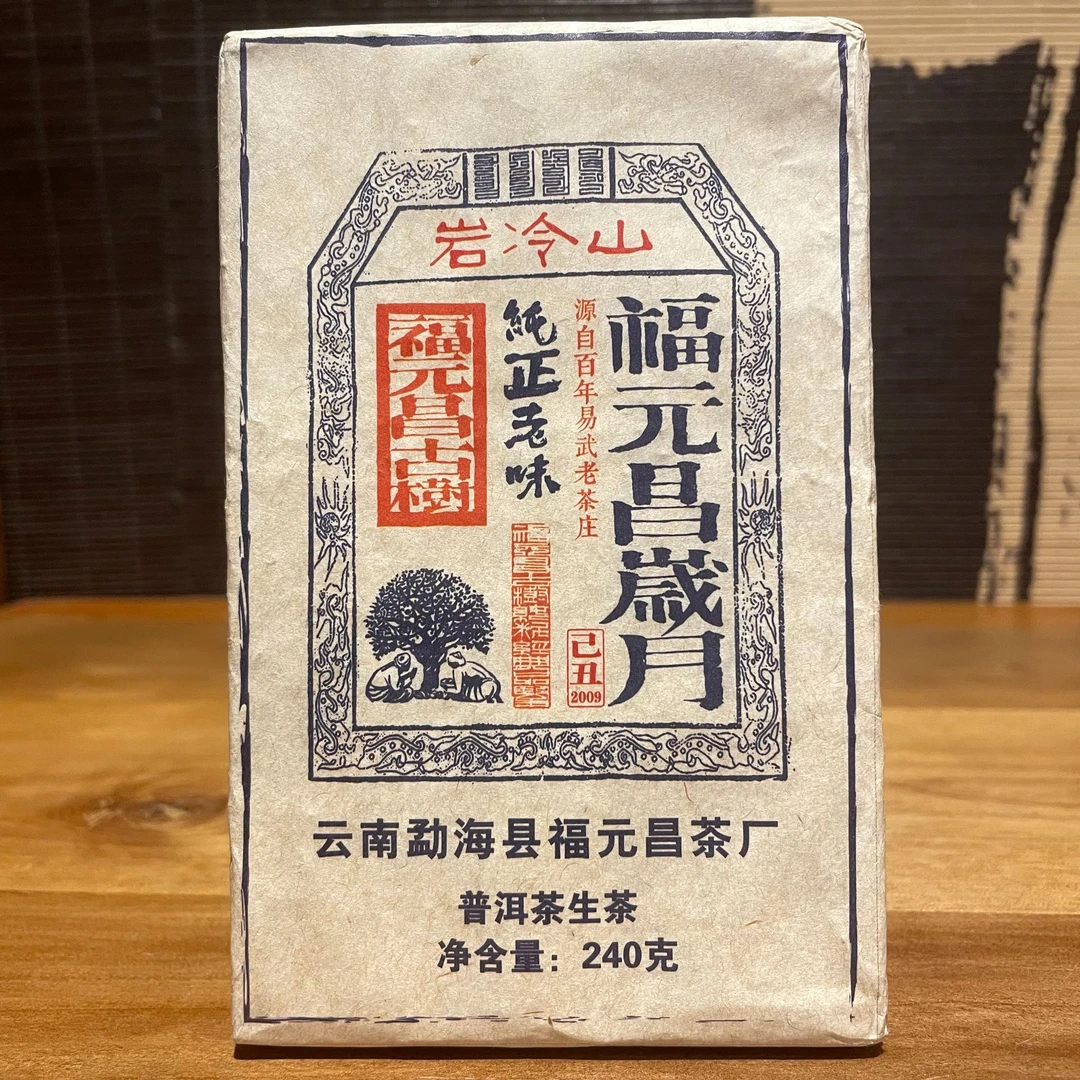 岩冷山
福元昌歲月
源自百年易武老茶庄
己丑
2009
純正老味
福元昌古樹
云南勐海县福元昌茶厂
普洱茶生茶
净含量：240克